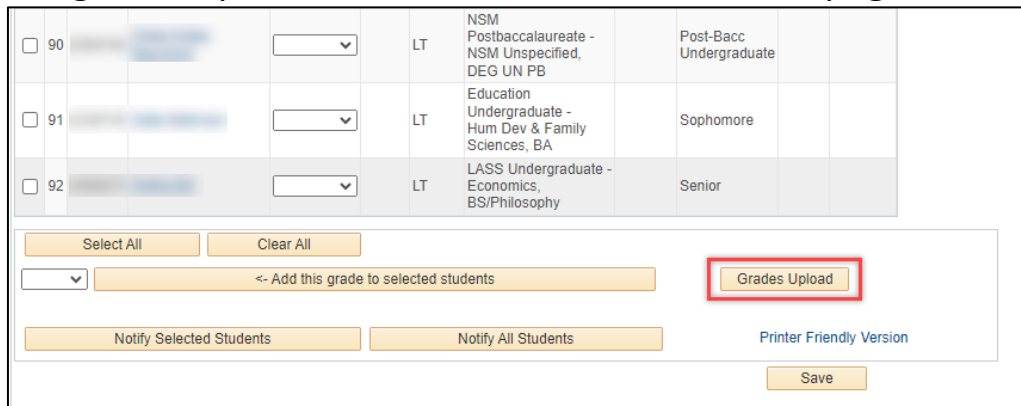 90 LT NSM Postbaccalaureate - NSM Unspecified, DEG UN PB Post-Bacc Undergraduate
91 LT Education Undergraduate - Hum Dev & Family Sciences, BA Sophomore
92 LT LASS Undergraduate - Economics, BS/Philosophy Senior
Select All Clear All
<- Add this grade to selected students Grades Upload
Notify Selected Students Notify All Students Printer Friendly Version
Save